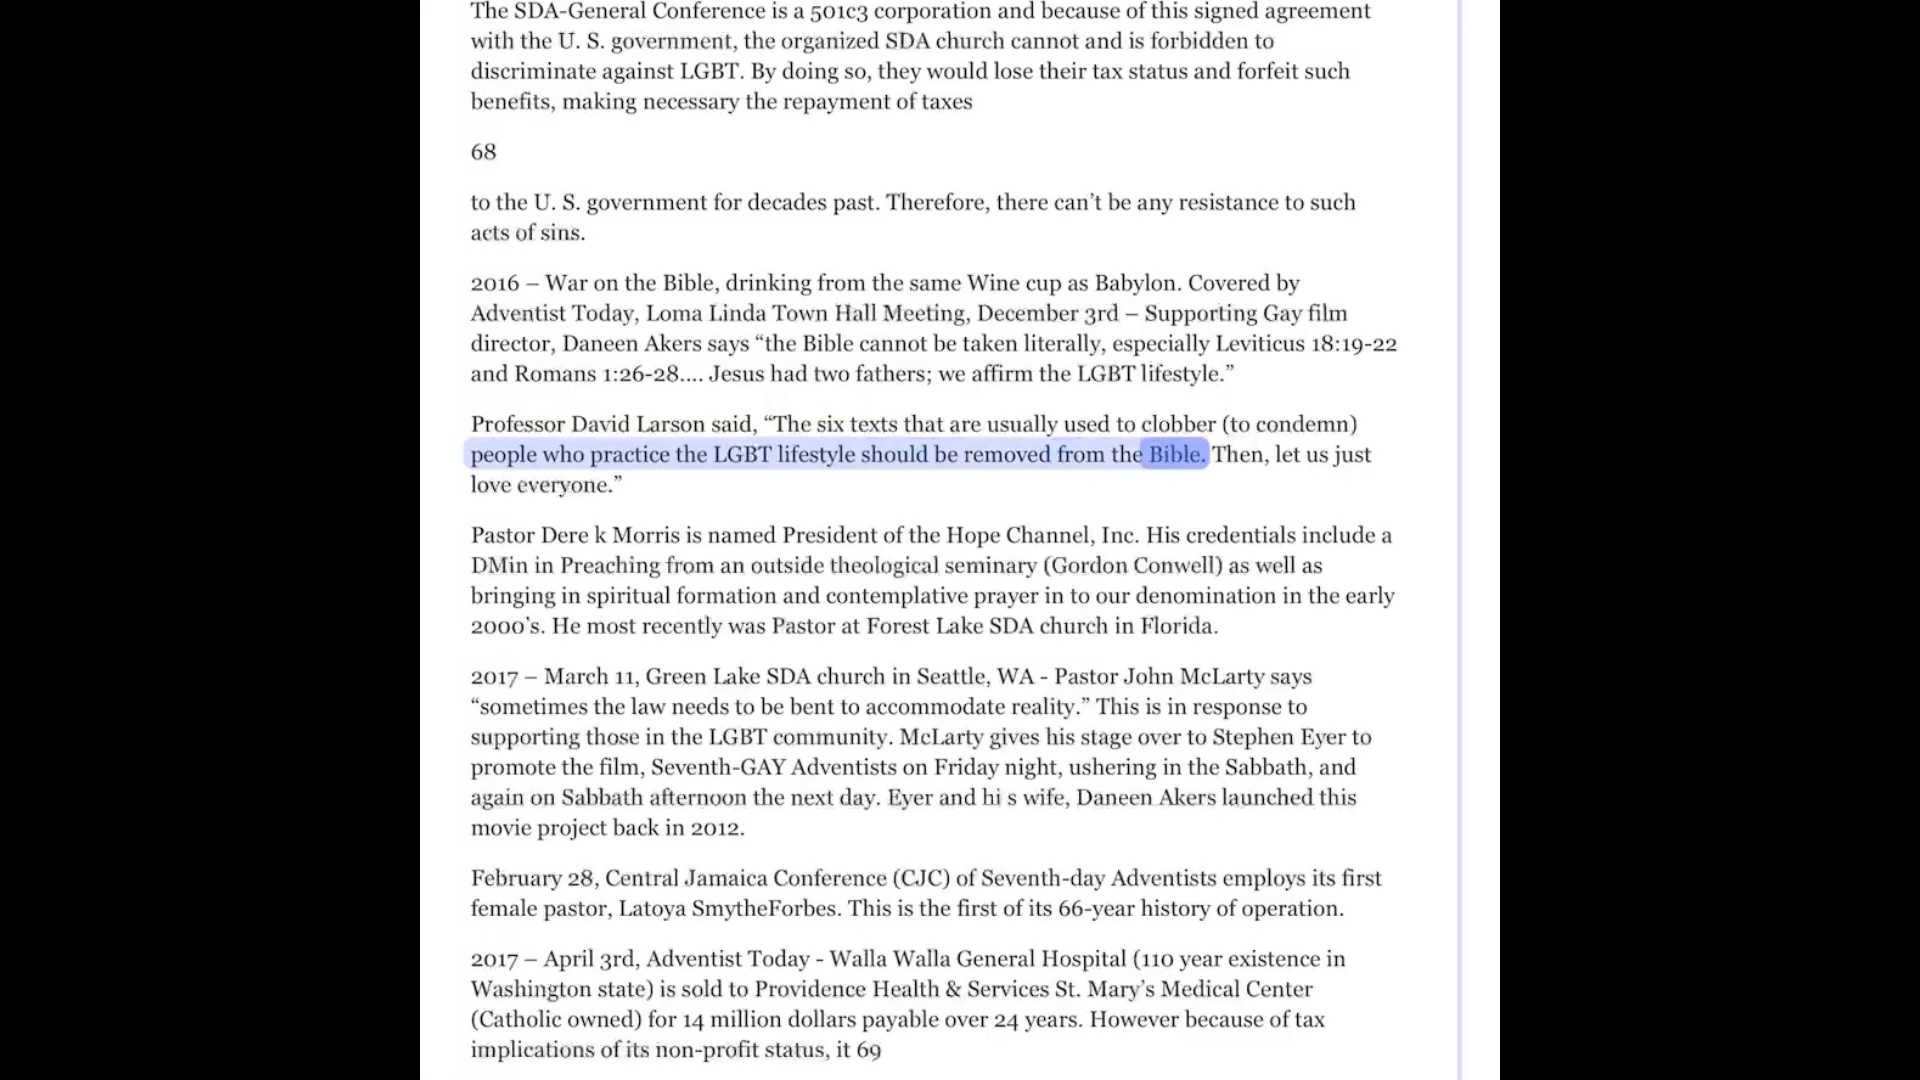 The SDA-General Conference is a 501c3 corporation and because of this signed agreement
with the U. S. government, the organized SDA church cannot and is forbidden to
discriminate against LGBT. By doing so, they would lose their tax status and forfeit such
benefits, making necessary the repayment of taxes
68
to the U. S. government for decades past. Therefore, there can’t be any resistance to such
acts of sins.
2016 – War on the Bible, drinking from the same Wine cup as Babylon. Covered by
Adventist Today, Loma Linda Town Hall Meeting, December 3rd – Supporting Gay film
director, Daneen Akers says “the Bible cannot be taken literally, especially Leviticus 18:19-22
and Romans 1:26-28.... Jesus had two fathers; we affirm the LGBT lifestyle.”
Professor David Larson said, “The six texts that are usually used to clobber (to condemn)
people who practice the LGBT lifestyle should be removed from the Bible. Then, let us just
love everyone.”
Pastor Dere k Morris is named President of the Hope Channel, Inc. His credentials include a
DMin in Preaching from an outside theological seminary (Gordon Conwell) as well as
bringing in spiritual formation and contemplative prayer in to our denomination in the early
2000’s. He most recently was Pastor at Forest Lake SDA church in Florida.
2017 – March 11, Green Lake SDA church in Seattle, WA - Pastor John McLarty says
“sometimes the law needs to be bent to accommodate reality.” This is in response to
supporting those in the LGBT community. McLarty gives his stage over to Stephen Eyer to
promote the film, Seventh-GAY Adventists on Friday night, ushering in the Sabbath, and
again on Sabbath afternoon the next day. Eyer and hi s wife, Daneen Akers launched this
movie project back in 2012.
February 28, Central Jamaica Conference (CJC) of Seventh-day Adventists employs its first
female pastor, Latoya SmytheForbes. This is the first of its 66-year history of operation.
2017 – April 3rd, Adventist Today - Walla Walla General Hospital (110 year existence in
Washington state) is sold to Providence Health & Services St. Mary’s Medical Center
(Catholic owned) for 14 million dollars payable over 24 years. However because of tax
implications of its non-profit status, it 69